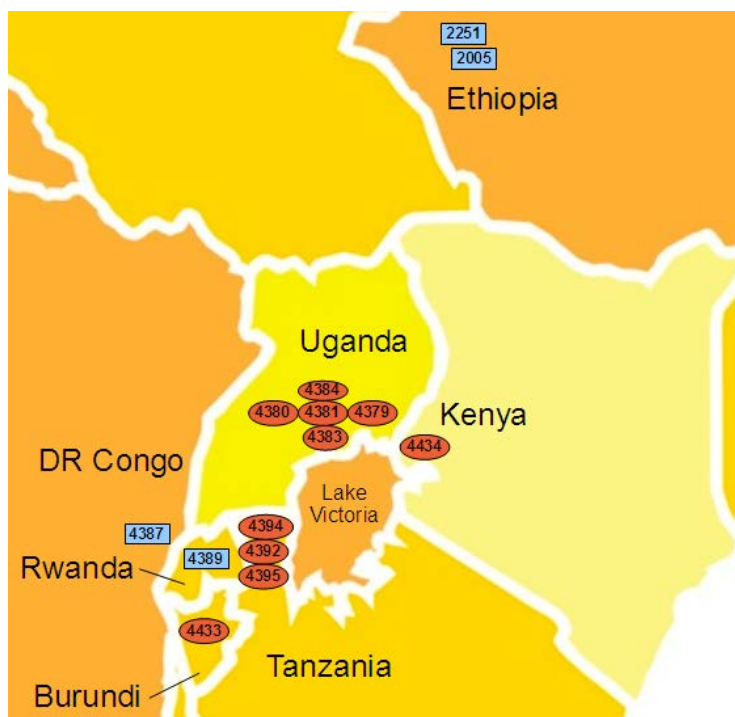 2251
2005
Ethiopia
Uganda
4384
4380 4381 4379
4383
Kenya
4434
DR Congo
Lake
Victoria
4387
4394
4389
4392
Rwanda
4395
4433
Tanzania
Burundi